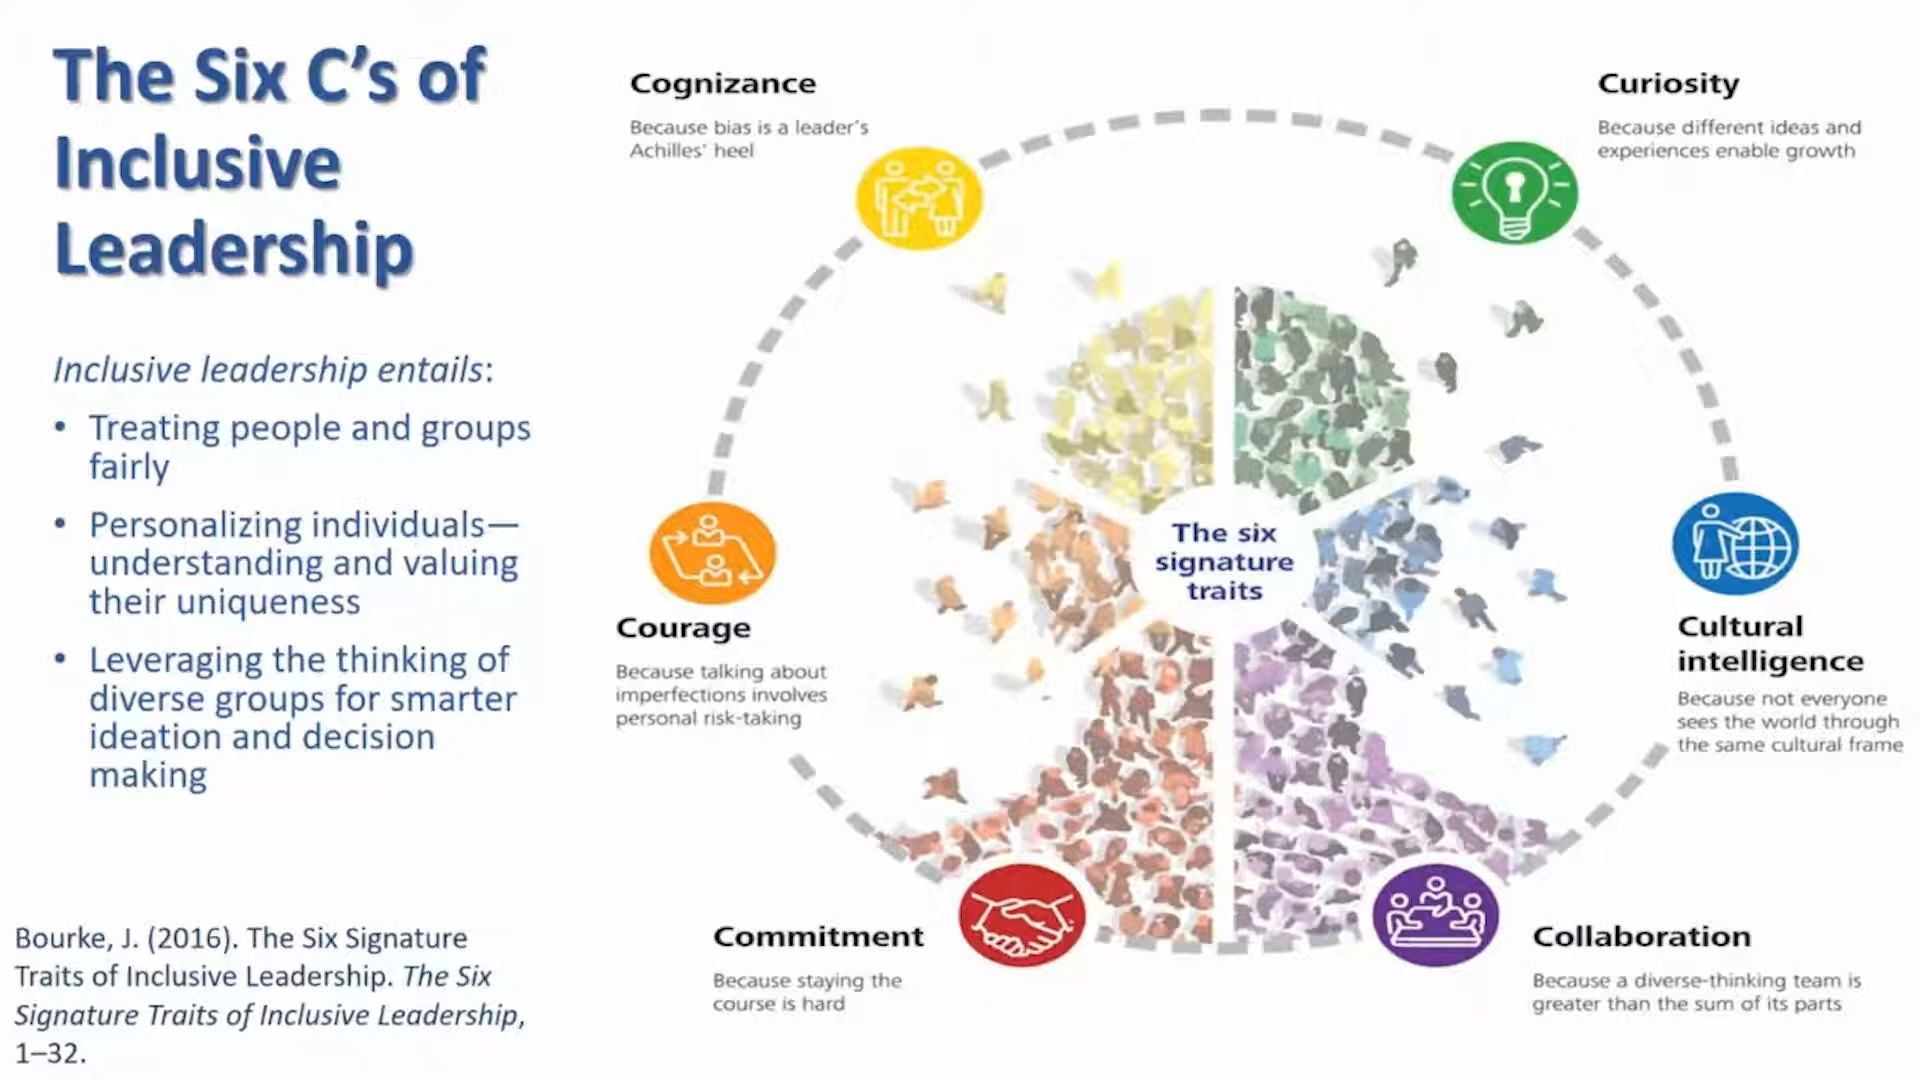 The Six C's of
Inclusive
Leadership
Inclusive leadership entails:
• Treating people and groups
fairly
• Personalizing individuals—
understanding and valuing
their uniqueness
• Leveraging the thinking of
diverse groups for smarter
ideation and decision
making
Bourke, J. (2016). The Six Signature
Traits of Inclusive Leadership. The Six
Signature Traits of Inclusive Leadership,
1–32.
Cognizance
Because bias is a leader's
Achilles' heel
Curiosity
Because different ideas and
experiences enable growth
The six
signature
traits
Courage
Because talking about
imperfections involves
personal risk-taking
Cultural
intelligence
Because not everyone
sees the world through
the same cultural frame
Commitment
Because staying the
course is hard
Collaboration
Because a diverse-thinking team is
greater than the sum of its parts